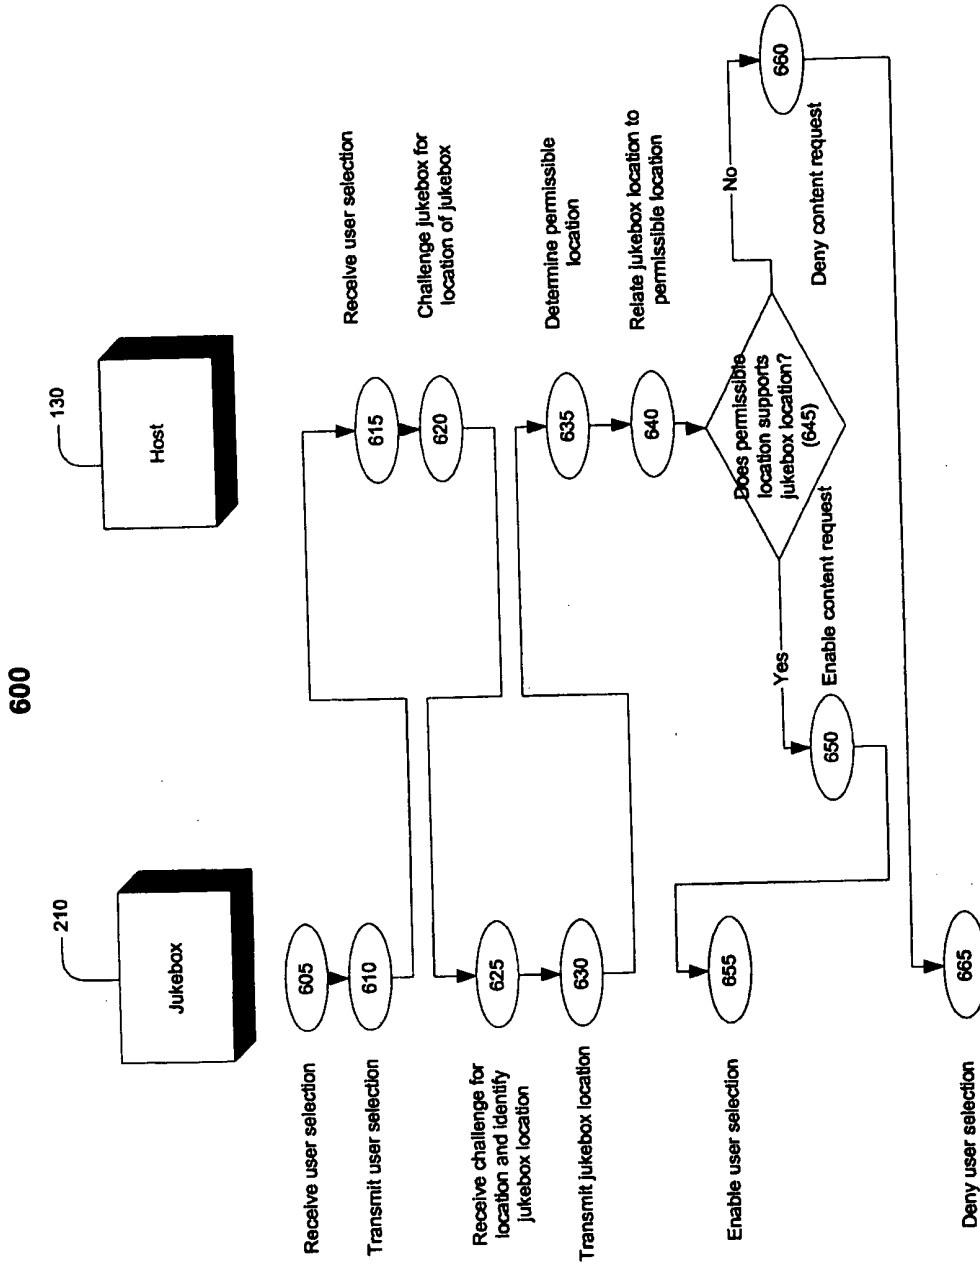 600
210
Jukebox
130
Host
Receive user selection
605
Transmit user selection
610
615
Receive user selection
620
Challenge jukebox for
location of jukebox
Receive challenge for
location and identify
jukebox location
625
Transmit jukebox location
630
635
Determine permissible
location
640
Relate jukebox location to
permissible location
Does permissible
location supports
jukebox location?
(645)
Yes
No
650
Enable content request
660
Deny content request
Enable user selection
655
Deny user selection
665